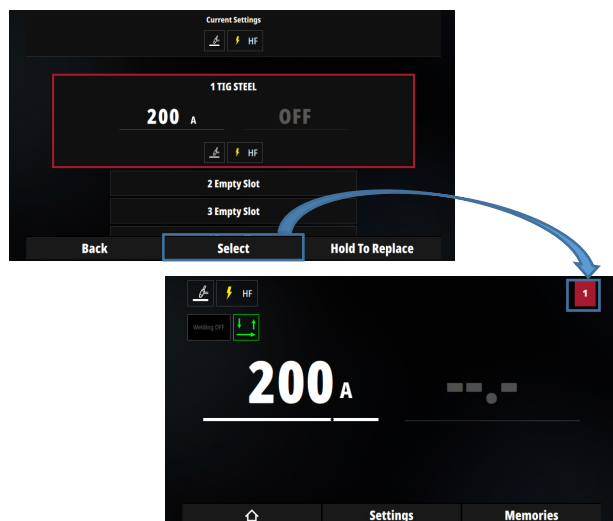 Current Settings
HF
1 TIG STEEL
200 A OFF
HF
2 Empty Slot
3 Empty Slot
Back Select Hold To Replace
HF 1
Welding OFF
200 A --.-
Settings Memories